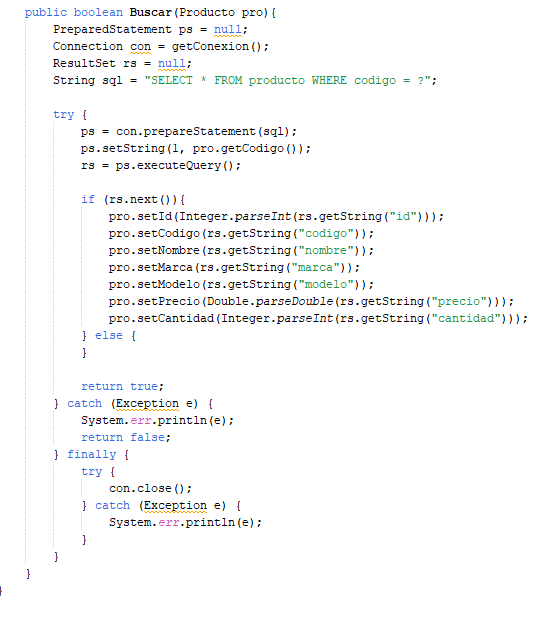 public boolean Buscar(Producto pro){
PreparedStatement ps = null;
Connection con = getConexion();
ResultSet rs = null;
String sql = "SELECT * FROM producto WHERE codigo = ?";
try {
ps = con.prepareStatement(sql);
ps.setString(1, pro.getCodigo());
rs = ps.executeQuery();
if (rs.next()){
pro.setId(Integer.parseInt(rs.getString("id")));
pro.setCodigo(rs.getString("codigo"));
pro.setNombre(rs.getString("nombre"));
pro.setMarca(rs.getString("marca"));
pro.setModelo(rs.getString("modelo"));
pro.setPrecio(Double.parseDouble(rs.getString("precio")));
pro.setCantidad(Integer.parseInt(rs.getString("cantidad")));
} else {
}
return true;
} catch (Exception e) {
System.err.println(e);
return false;
} finally {
try {
con.close();
} catch (Exception e) {
System.err.println(e);
}
}
}
}